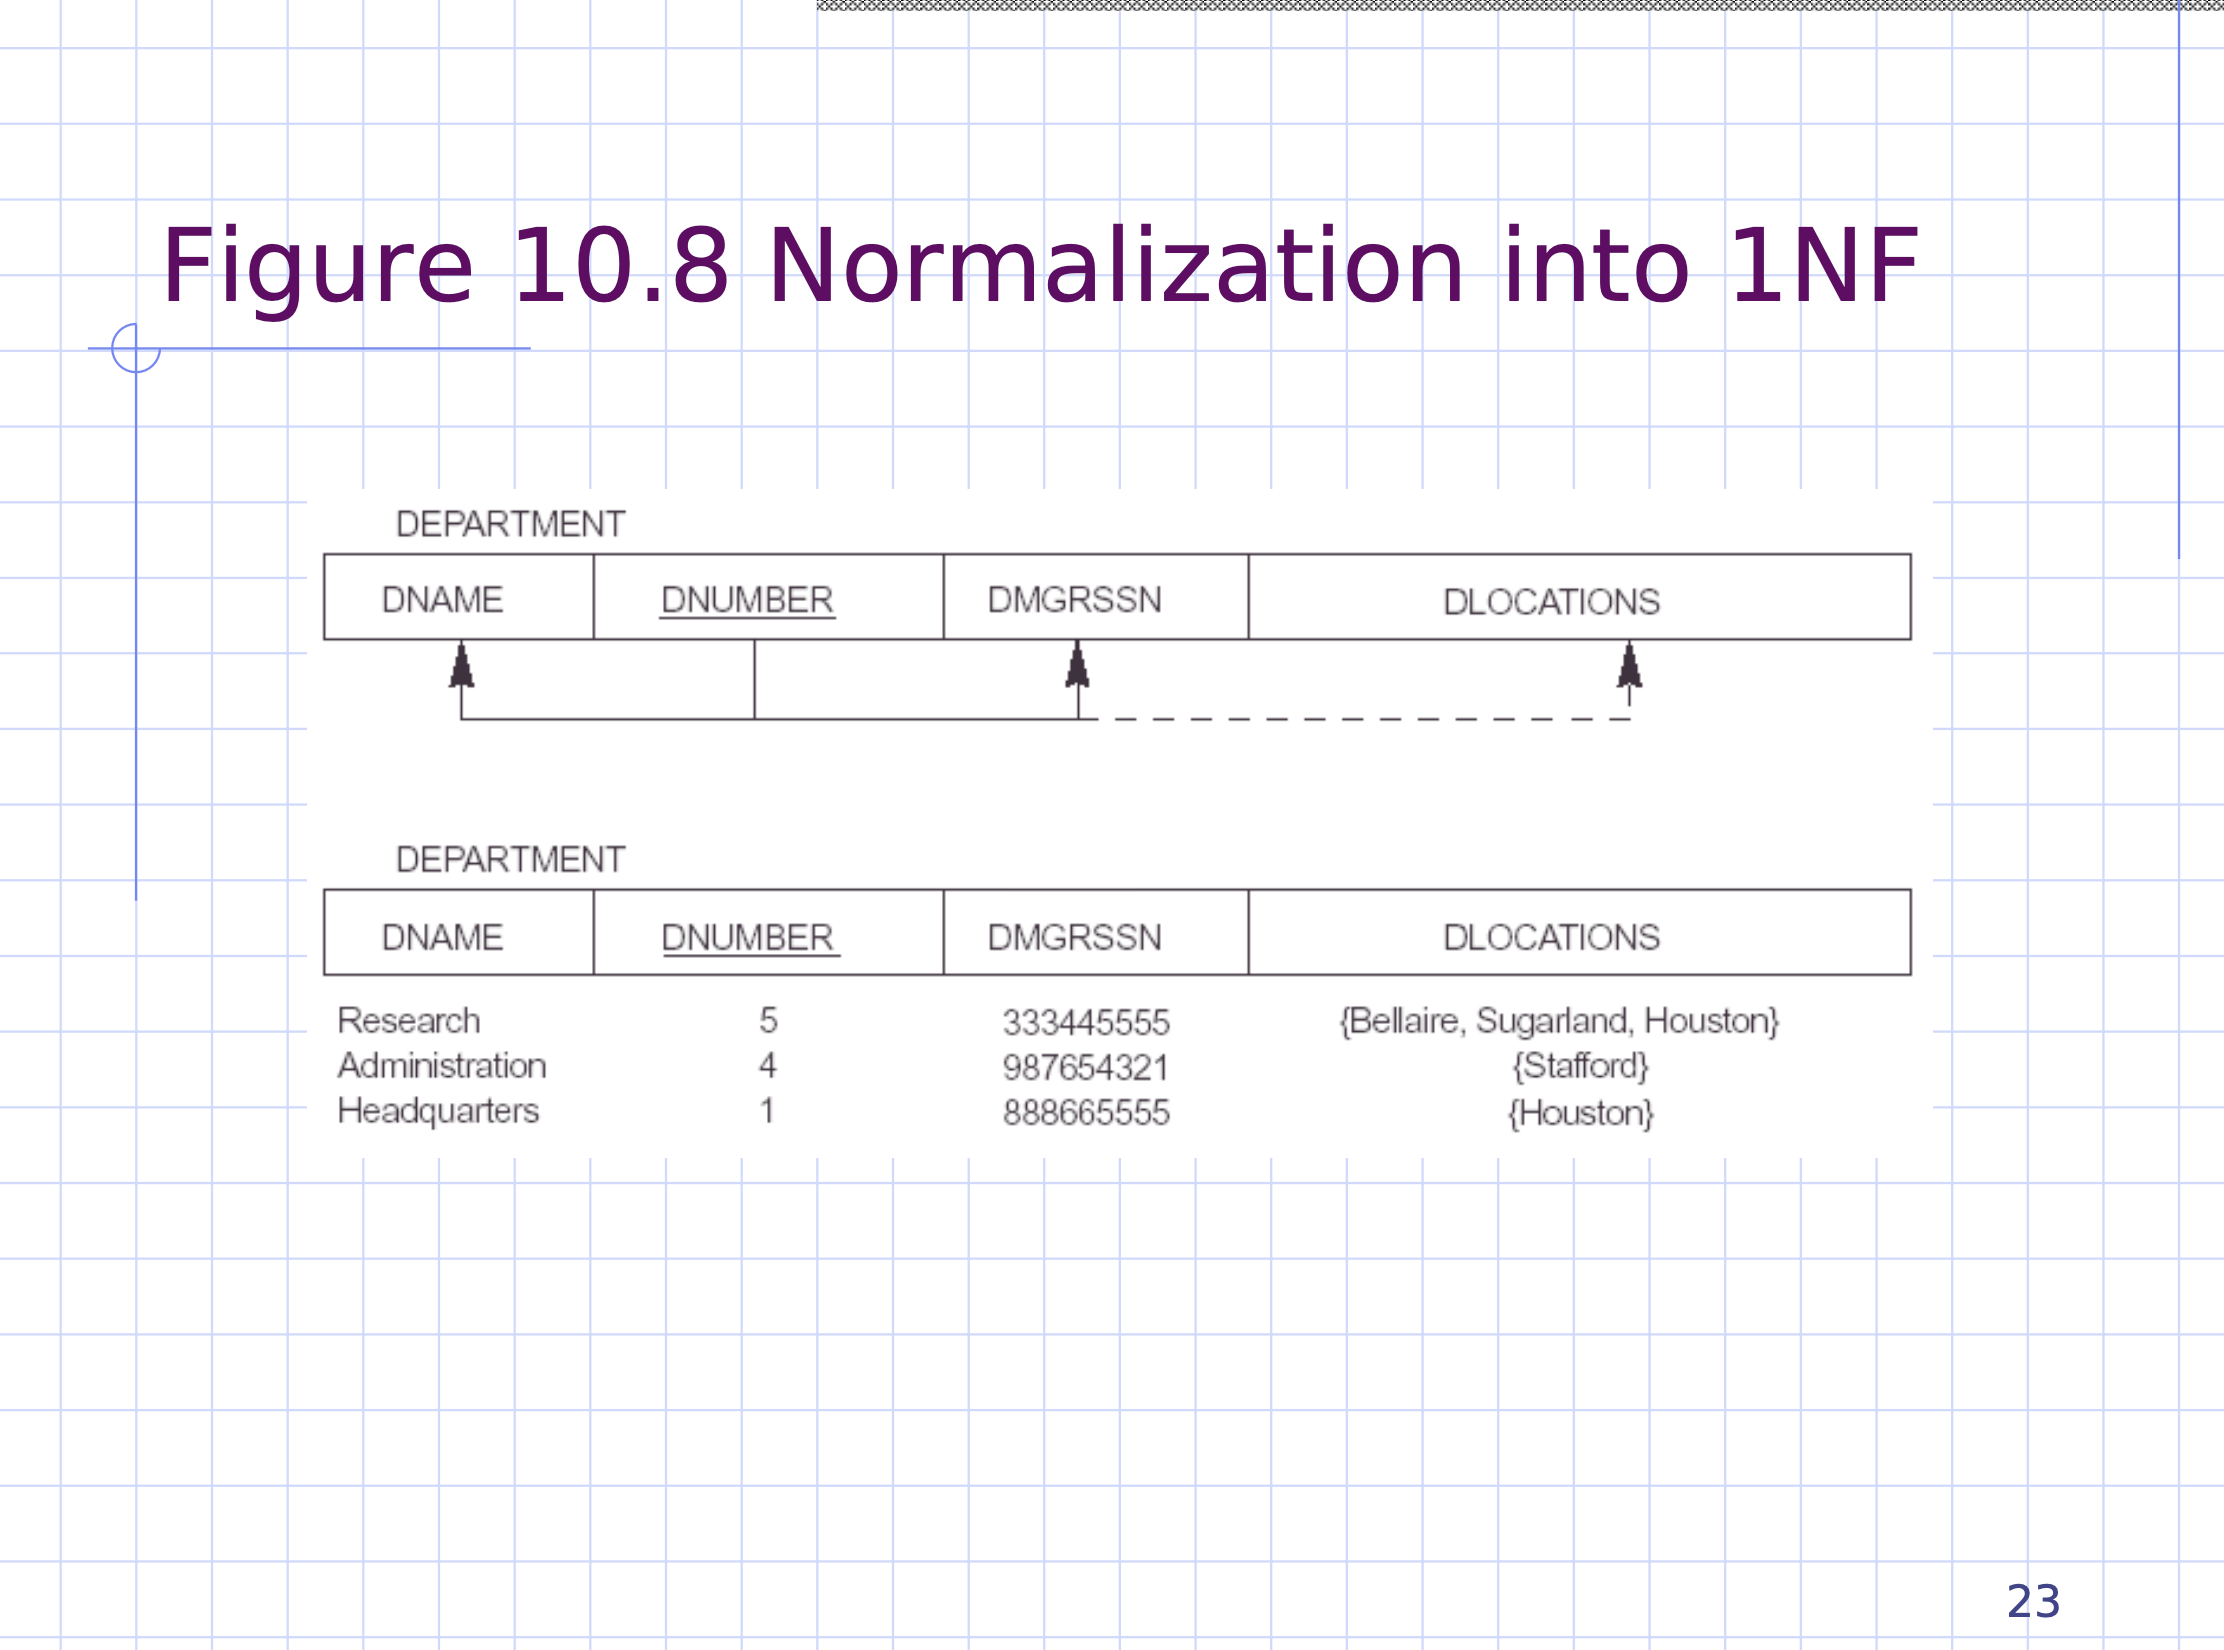 Figure 10.8 Normalization into 1NF
DEPARTMENT
DNAME DNUMBER DMGRSSN DLOCATIONS
DEPARTMENT
DNAME DNUMBER DMGRSSN DLOCATIONS
Research 5 333445555 {Bellaire, Sugarland, Houston}
Administration 4 987654321 {Stafford}
Headquarters 1 888665555 {Houston}
23